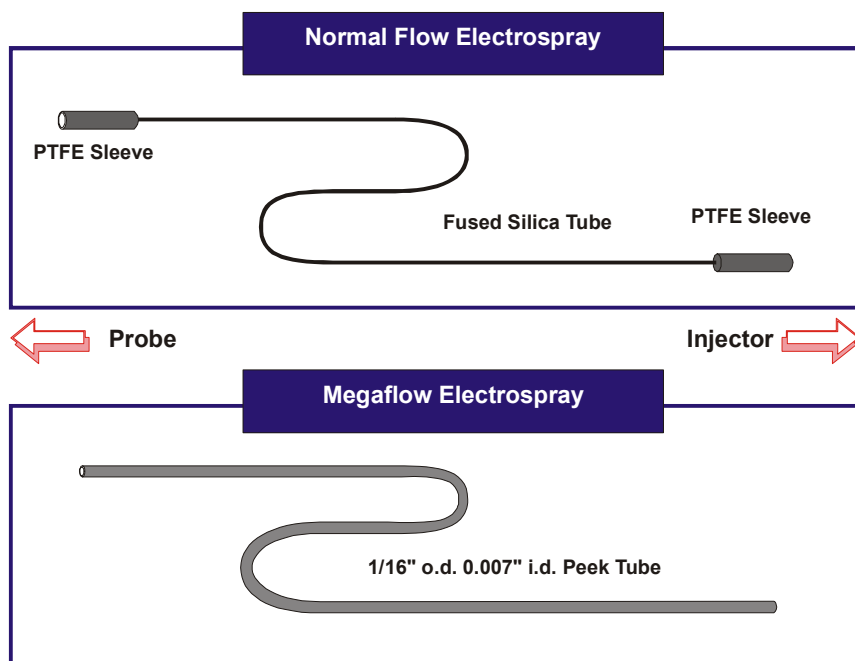 Normal Flow Electrospray
PTFE Sleeve
Fused Silica Tube
PTFE Sleeve
Probe
Injector
Megaflow Electrospray
1/16" o.d. 0.007" i.d. Peek Tube